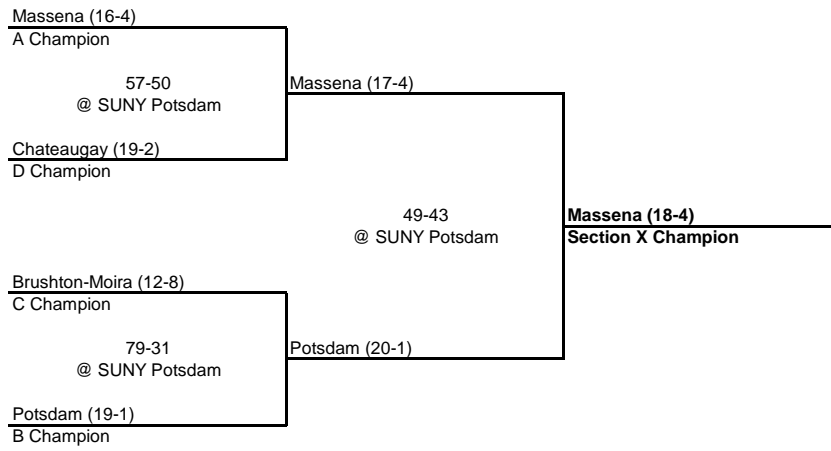 Massena (16-4)
A Champion
57-50
@ SUNY Potsdam
Massena (17-4)
Chateaugay (19-2)
D Champion
49-43
@ SUNY Potsdam
Massena (18-4)
Section X Champion
Brushton-Moira (12-8)
C Champion
79-31
@ SUNY Potsdam
Potsdam (20-1)
Potsdam (19-1)
B Champion